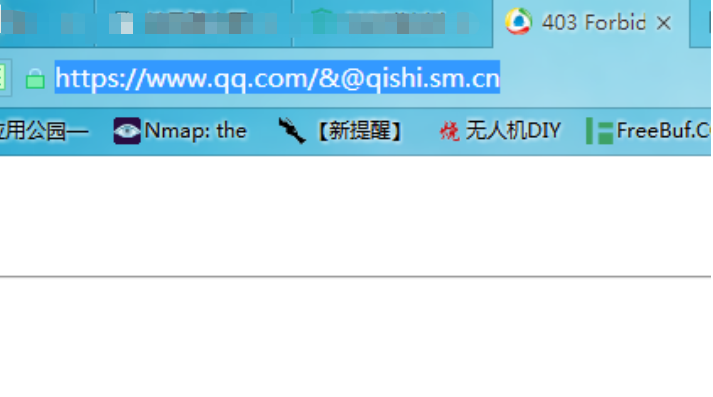 403 Forbid
https://www.qq.com/&@qishi.sm.cn
应用公园— Nmap: the 【新提醒】 无人机DIY FreeBuf.C